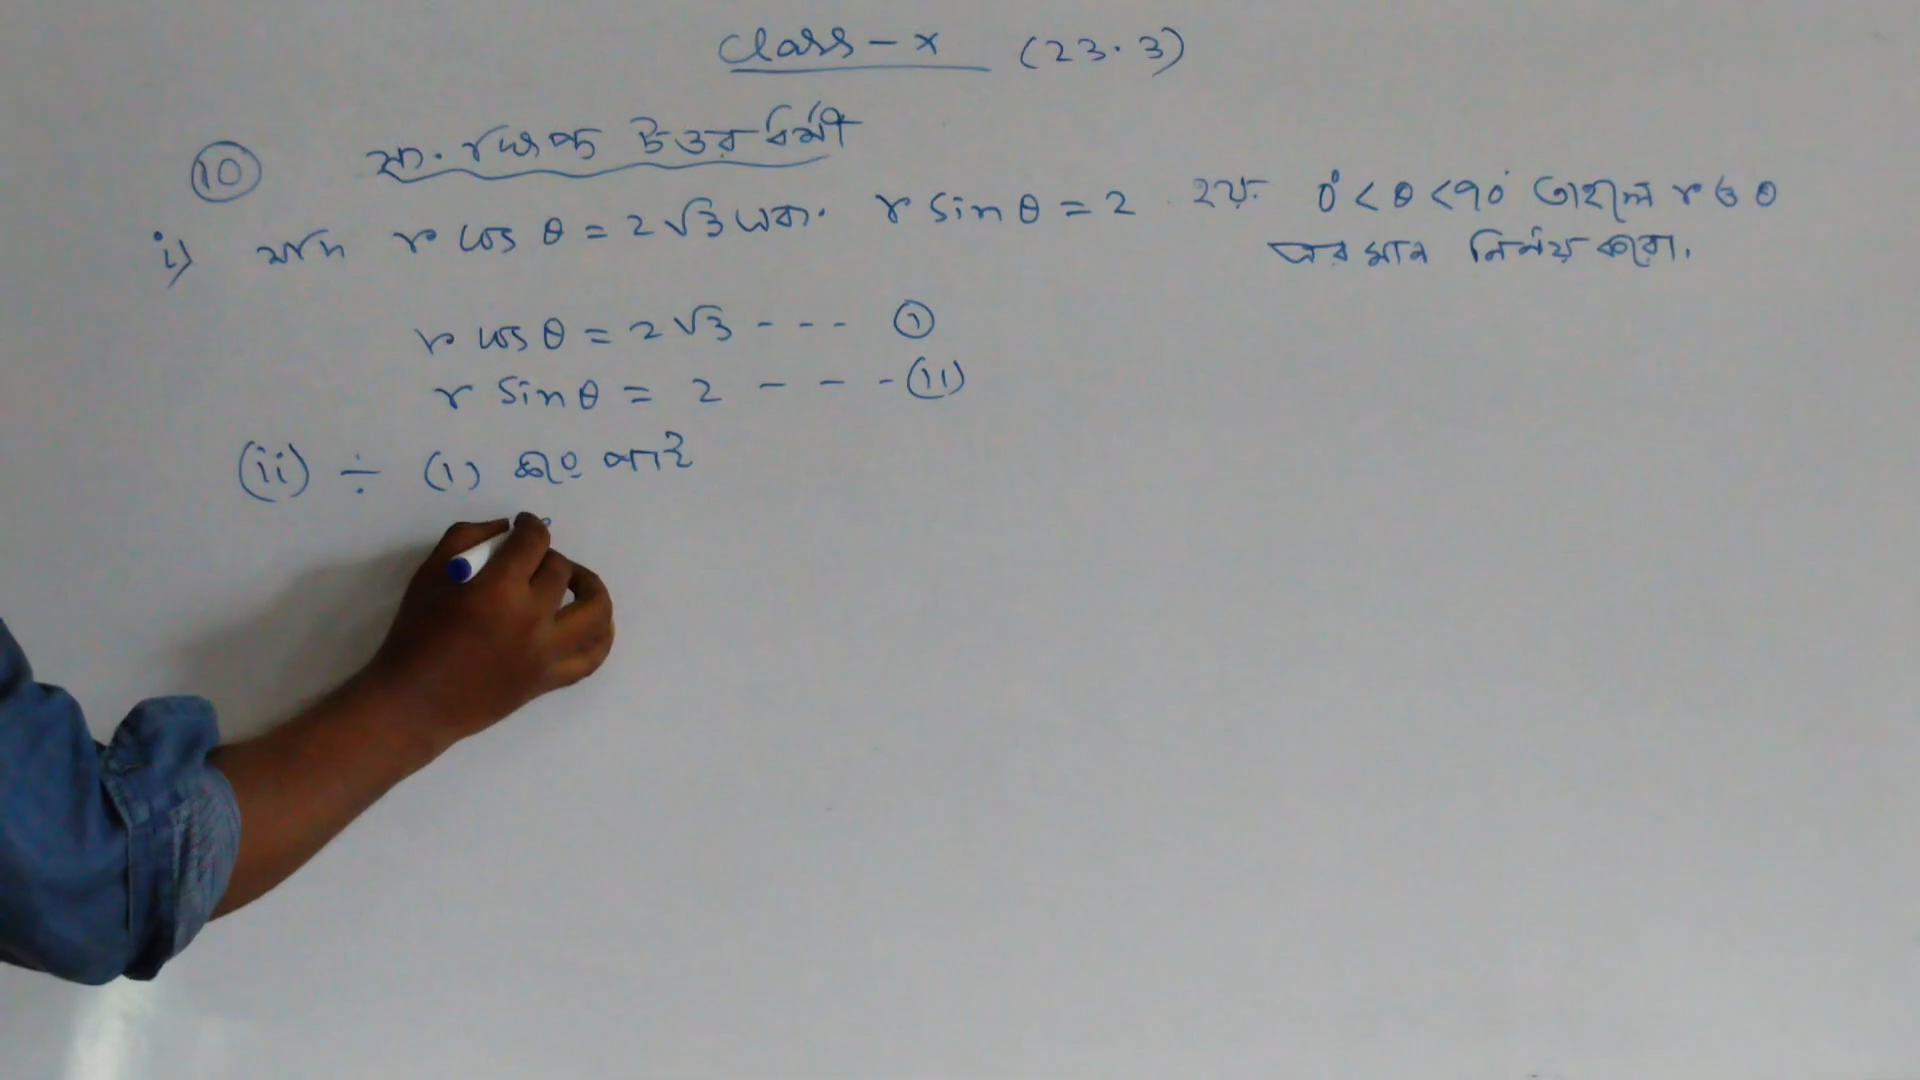 Class - x (23.3)
10 সং. উত্তরধর্মী
i) যদি r cos θ = 2√3 এবং r sin θ = 2 হয় 0° < θ < ৭0° তাহলে r ও θ
এর মান নির্ণয় করো.
r cos θ = 2√3 - - - (i)
r sin θ = 2 - - - (ii)
(ii) ÷ (i) করে পাই